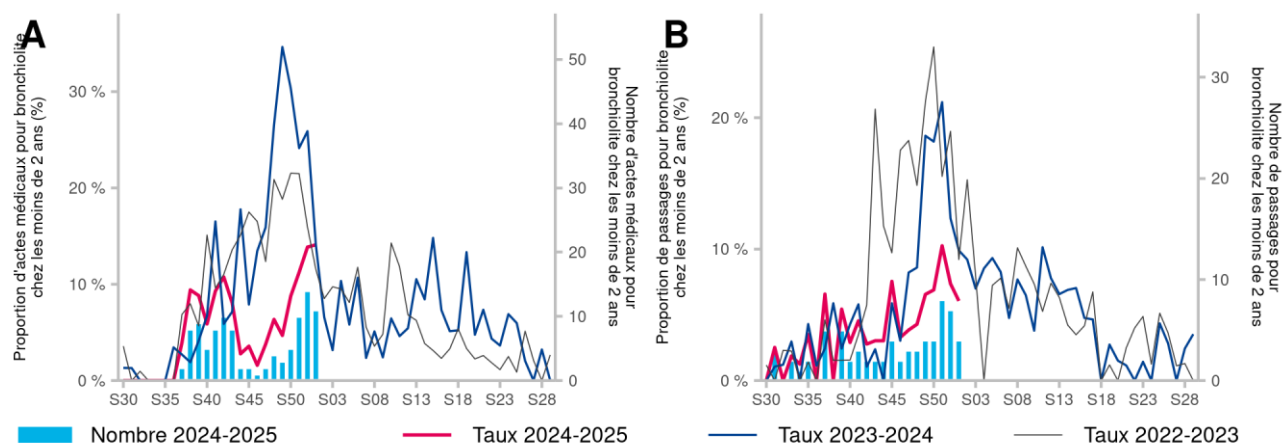 A
Proportion d'actes médicaux pour bronchiolite
chez les moins de 2 ans (%)
30 %
20 %
10 %
0 %
50
40
30
20
10
0
Nombre d'actes médicaux pour
bronchiolite chez les moins de 2 ans
S30 S35 S40 S45 S50 S03 S08 S13 S18 S23 S28
B
Proportion de passages pour bronchiolite
chez les moins de 2 ans (%)
20 %
10 %
0 %
30
20
10
0
Nombre de passages pour
bronchiolite chez les moins de 2 ans
S30 S35 S40 S45 S50 S03 S08 S13 S18 S23 S28
Nombre 2024-2025 Taux 2024-2025 Taux 2023-2024 Taux 2022-2023